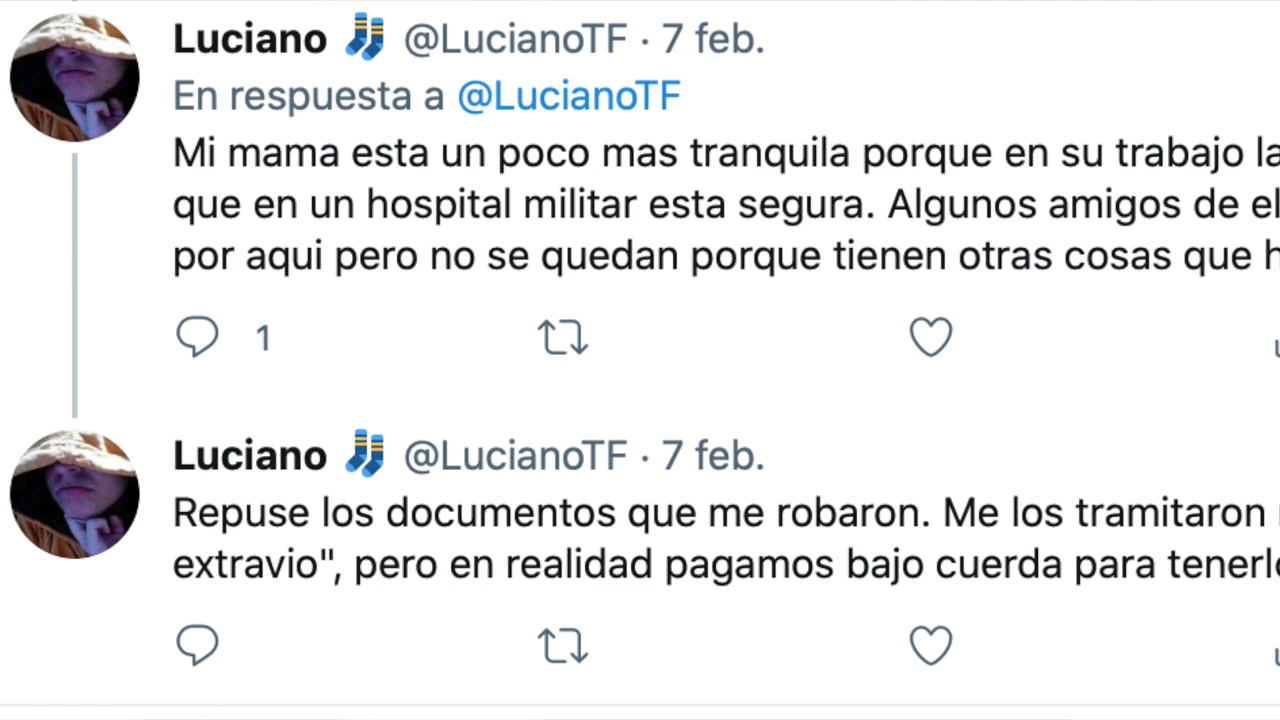 Luciano 🧦 @LucianoTF · 7 feb.
En respuesta a @LucianoTF
Mi mama esta un poco mas tranquila porque en su trabajo la
que en un hospital militar esta segura. Algunos amigos de el
por aqui pero no se quedan porque tienen otras cosas que h
1
Luciano 🧦 @LucianoTF · 7 feb.
Repuse los documentos que me robaron. Me los tramitaron
extravio", pero en realidad pagamos bajo cuerda para tenerlo